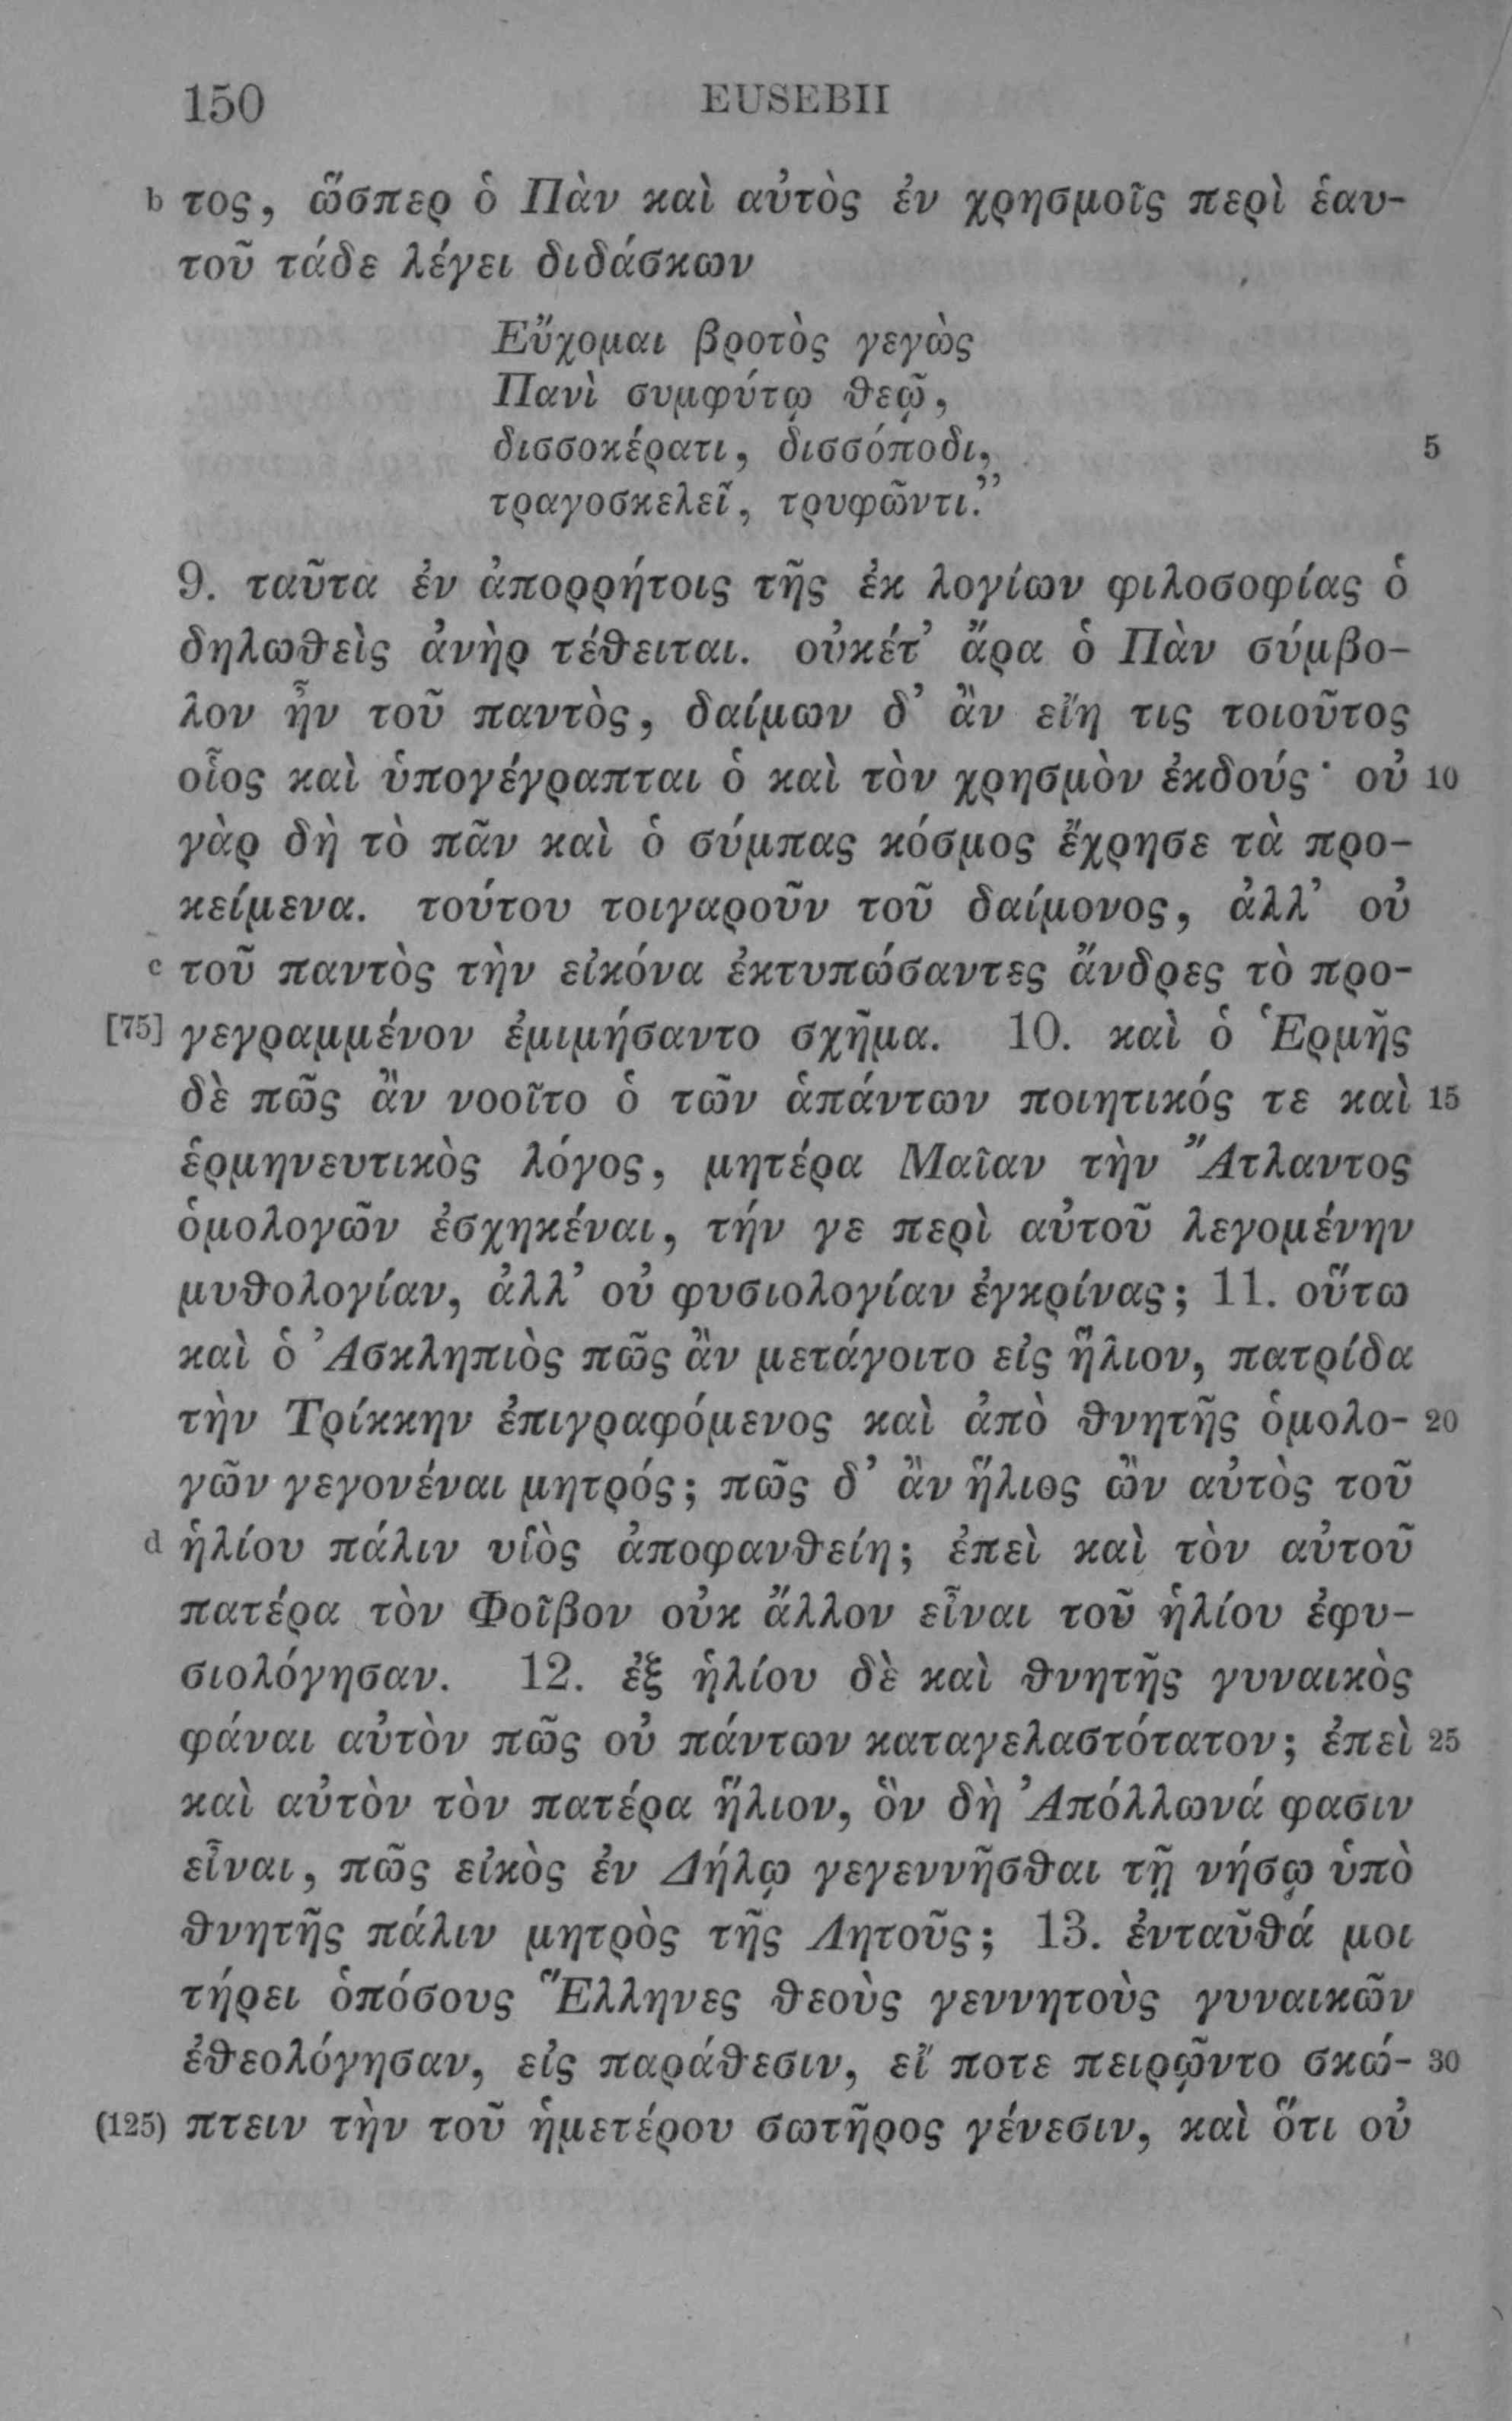 150 EUSEBII
b τος, ὥσπερ ὁ Πὰν καὶ αὐτὸς ἐν χρησμοῖς περὶ ἑαυ-
τοῦ τάδε λέγει διδάσκων
Εὔχομαι βροτὸς γεγὼς
Πανὶ συμφύτῳ θεῷ,
δισσοκέρατι, δισσόποδι, 5
τραγοσκελεῖ, τρυφῶντι.”
9. ταῦτα ἐν ἀπορρήτοις τῆς ἐκ λογίων φιλοσοφίας ὁ
δηλωθεὶς ἀνὴρ τέθειται. οὐκέτ’ ἄρα ὁ Πὰν σύμβο-
λον ἦν τοῦ παντὸς, δαίμων δ’ ἂν εἴη τις τοιοῦτος
οἷος καὶ ὑπογέγραπται ὁ καὶ τὸν χρησμὸν ἐκδούς· οὐ 10
γὰρ δὴ τὸ πᾶν καὶ ὁ σύμπας κόσμος ἔχρησε τὰ προ-
κείμενα. τούτου τοιγαροῦν τοῦ δαίμονος, ἀλλ’ οὐ
c τοῦ παντὸς τὴν εἰκόνα ἐκτυπώσαντες ἄνδρες τὸ προ-
[75] γεγραμμένον ἐμιμήσαντο σχῆμα. 10. καὶ ὁ Ἑρμῆς
δὲ πῶς ἂν νοοῖτο ὁ τῶν ἁπάντων ποιητικός τε καὶ 15
ἑρμηνευτικὸς λόγος, μητέρα Μαῖαν τὴν Ἄτλαντος
ὁμολογῶν ἐσχηκέναι, τήν γε περὶ αὐτοῦ λεγομένην
μυθολογίαν, ἀλλ’ οὐ φυσιολογίαν ἐγκρίνας; 11. οὕτω
καὶ ὁ Ἀσκληπιὸς πῶς ἂν μετάγοιτο εἰς ἥλιον, πατρίδα
τὴν Τρίκκην ἐπιγραφόμενος καὶ ἀπὸ θνητῆς ὁμολο- 20
γῶν γεγονέναι μητρός; πῶς δ’ ἂν ἥλιος ὢν αὐτὸς τοῦ
d ἡλίου πάλιν υἱὸς ἀποφανθείη; ἐπεὶ καὶ τὸν αὐτοῦ
πατέρα τὸν Φοῖβον οὐκ ἄλλον εἶναι τοῦ ἡλίου ἐφυ-
σιολόγησαν. 12. ἐξ ἡλίου δὲ καὶ θνητῆς γυναικὸς
φάναι αὐτὸν πῶς οὐ πάντων καταγελαστότατον; ἐπεὶ 25
καὶ αὐτὸν τὸν πατέρα ἥλιον, ὃν δὴ Ἀπόλλωνά φασιν
εἶναι, πῶς εἰκὸς ἐν Δήλῳ γεγεννῆσθαι τῇ νήσῳ ὑπὸ
θνητῆς πάλιν μητρὸς τῆς Λητοῦς; 13. ἐνταῦθά μοι
τήρει ὁπόσους Ἕλληνες θεοὺς γεννητοὺς γυναικῶν
ἐθεολόγησαν, εἰς παράθεσιν, εἴ ποτε πειρῷντο σκώ- 30
(125) πτειν τὴν τοῦ ἡμετέρου σωτῆρος γένεσιν, καὶ ὅτι οὐ